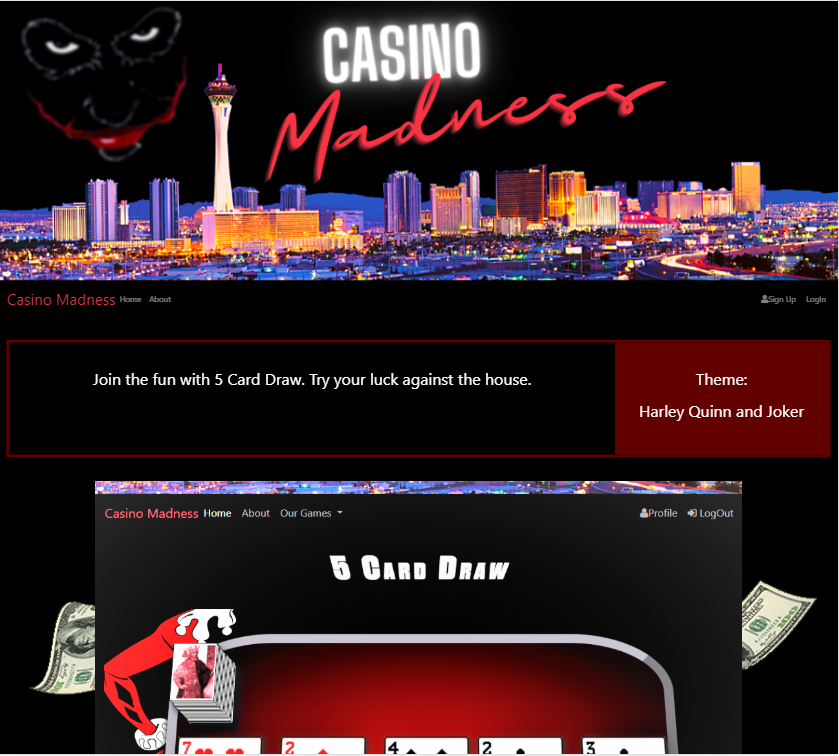 CASINO
Madness
Casino Madness Home About Sign Up LogIn
Join the fun with 5 Card Draw. Try your luck against the house.
Theme:
Harley Quinn and Joker
Casino Madness Home About Our Games Profile LogOut
5 Card Draw
7 2 4 2 3